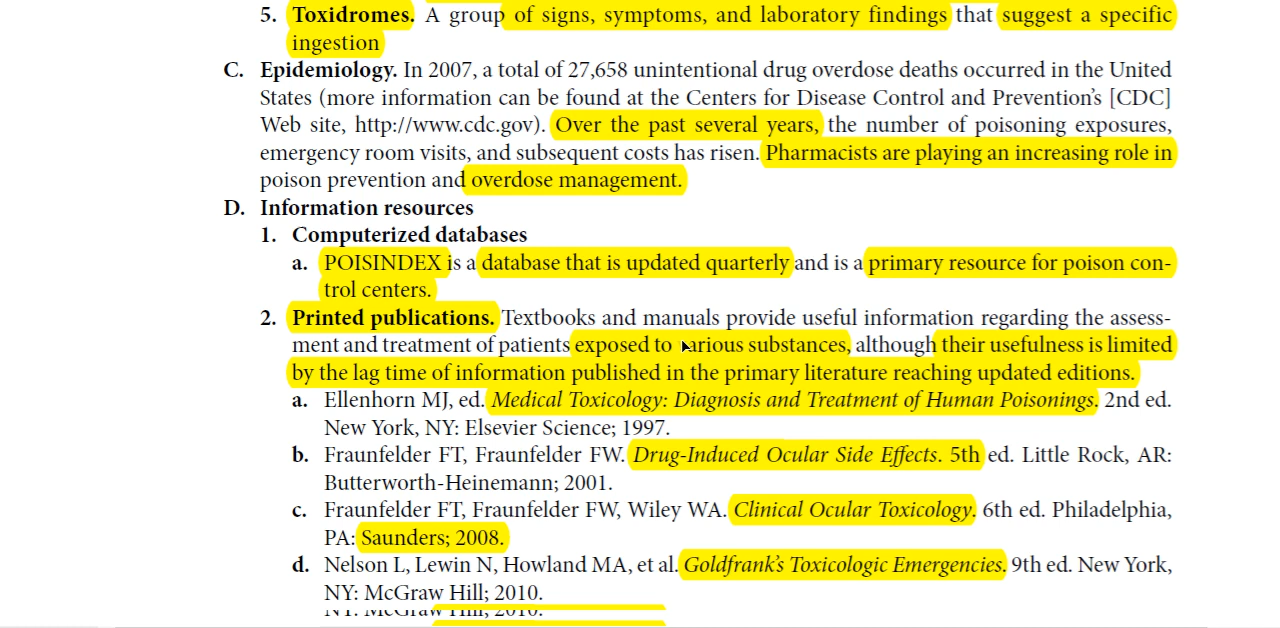 5. Toxidromes. A group of signs, symptoms, and laboratory findings that suggest a specific
ingestion
C. Epidemiology. In 2007, a total of 27,658 unintentional drug overdose deaths occurred in the United
States (more information can be found at the Centers for Disease Control and Prevention's [CDC]
Web site, http://www.cdc.gov). Over the past several years, the number of poisoning exposures,
emergency room visits, and subsequent costs has risen. Pharmacists are playing an increasing role in
poison prevention and overdose management.
D. Information resources
1. Computerized databases
a. POISINDEX is a database that is updated quarterly and is a primary resource for poison con-
trol centers.
2. Printed publications. Textbooks and manuals provide useful information regarding the assess-
ment and treatment of patients exposed to various substances, although their usefulness is limited
by the lag time of information published in the primary literature reaching updated editions.
a. Ellenhorn MJ, ed. Medical Toxicology: Diagnosis and Treatment of Human Poisonings. 2nd ed.
New York, NY: Elsevier Science; 1997.
b. Fraunfelder FT, Fraunfelder FW. Drug-Induced Ocular Side Effects. 5th ed. Little Rock, AR:
Butterworth-Heinemann; 2001.
c. Fraunfelder FT, Fraunfelder FW, Wiley WA. Clinical Ocular Toxicology. 6th ed. Philadelphia,
PA: Saunders; 2008.
d. Nelson L, Lewin N, Howland MA, et al. Goldfrank's Toxicologic Emergencies. 9th ed. New York,
NY: McGraw Hill; 2010.
NY: McGraw Hill; 2010.